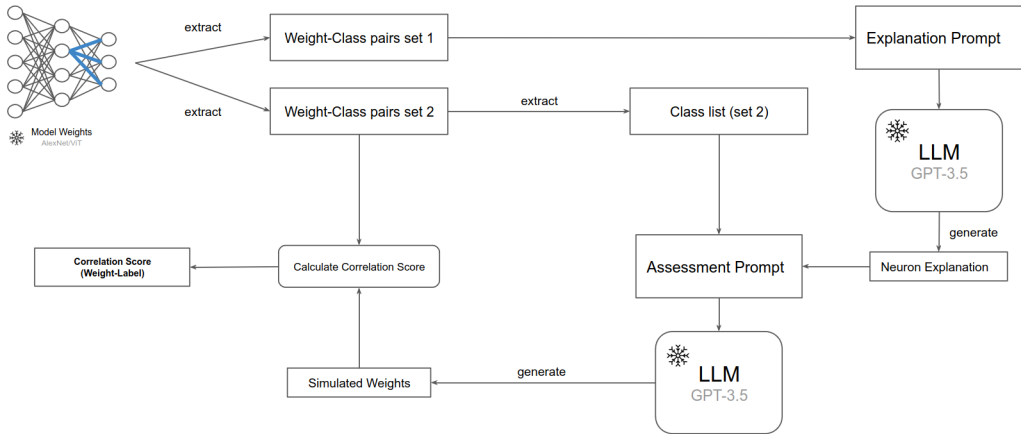 extract
Weight-Class pairs set 1
Explanation Prompt
extract
Weight-Class pairs set 2
extract
Class list (set 2)
Model Weights
AlexNet/ViT
LLM
GPT-3.5
generate
Correlation Score
(Weight-Label)
Calculate Correlation Score
Assessment Prompt
Neuron Explanation
Simulated Weights
generate
LLM
GPT-3.5